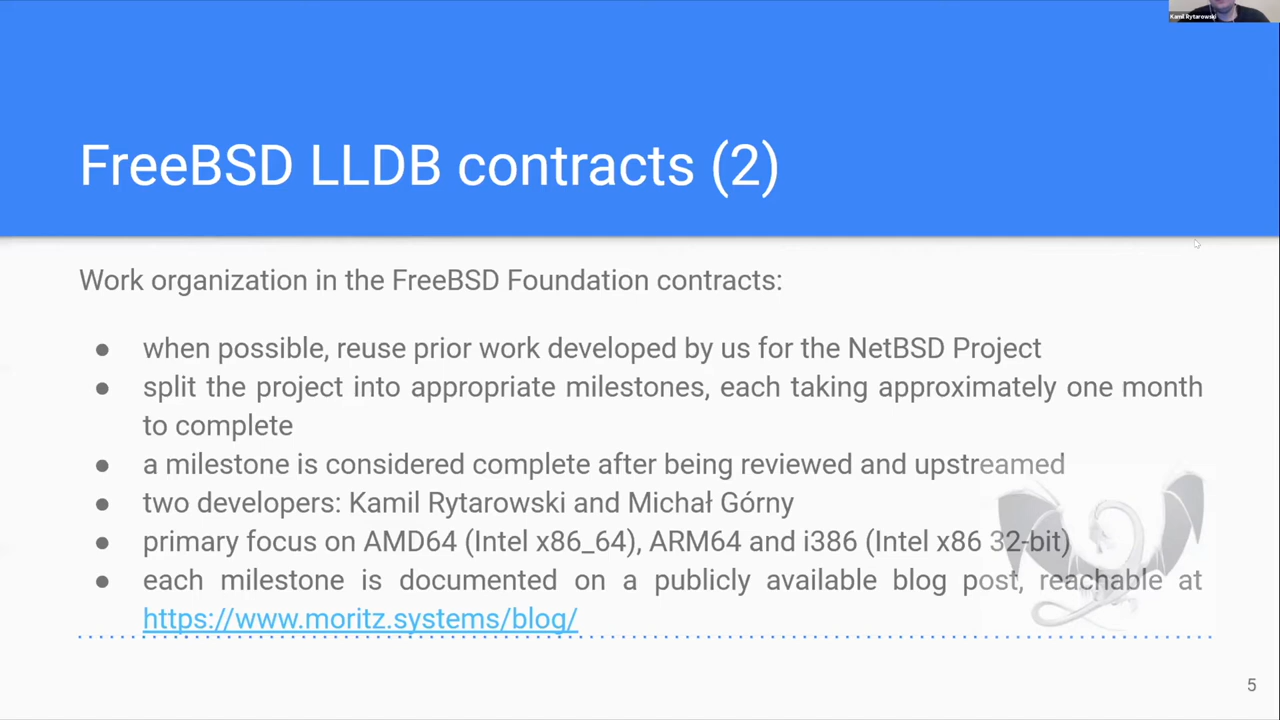 Kamil Rytarowski
FreeBSD LLDB contracts (2)
Work organization in the FreeBSD Foundation contracts:
● when possible, reuse prior work developed by us for the NetBSD Project
● split the project into appropriate milestones, each taking approximately one month
to complete
● a milestone is considered complete after being reviewed and upstreamed
● two developers: Kamil Rytarowski and Michał Górny
● primary focus on AMD64 (Intel x86_64), ARM64 and i386 (Intel x86 32-bit)
● each milestone is documented on a publicly available blog post, reachable at
https://www.moritz.systems/blog/
5